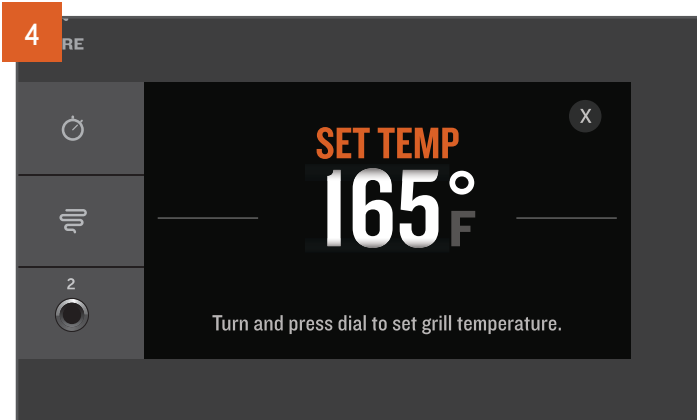 4
RE
X
SET TEMP
165°F
2
Turn and press dial to set grill temperature.